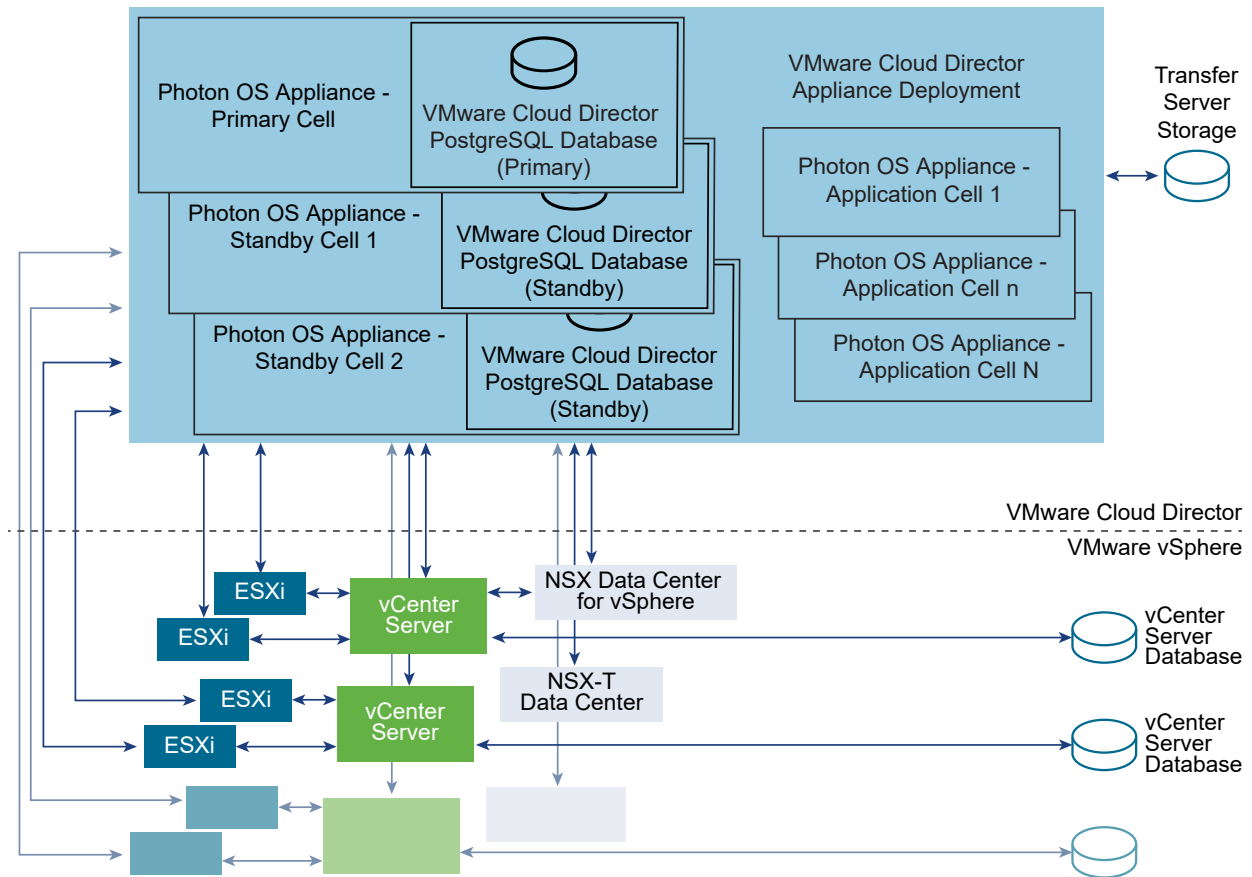 Photon OS Appliance -
Primary Cell
VMware Cloud Director
PostgreSQL Database
(Primary)
VMware Cloud Director
Appliance Deployment
Transfer
Server
Storage
Photon OS Appliance -
Standby Cell 1
VMware Cloud Director
PostgreSQL Database
(Standby)
Photon OS Appliance -
Standby Cell 2
VMware Cloud Director
PostgreSQL Database
(Standby)
Photon OS Appliance -
Application Cell 1
Photon OS Appliance -
Application Cell n
Photon OS Appliance -
Application Cell N
VMware Cloud Director
VMware vSphere
ESXi
vCenter
Server
NSX Data Center
for vSphere
ESXi
vCenter
Server
Database
ESXi
vCenter
Server
NSX-T
Data Center
ESXi
vCenter
Server
Database